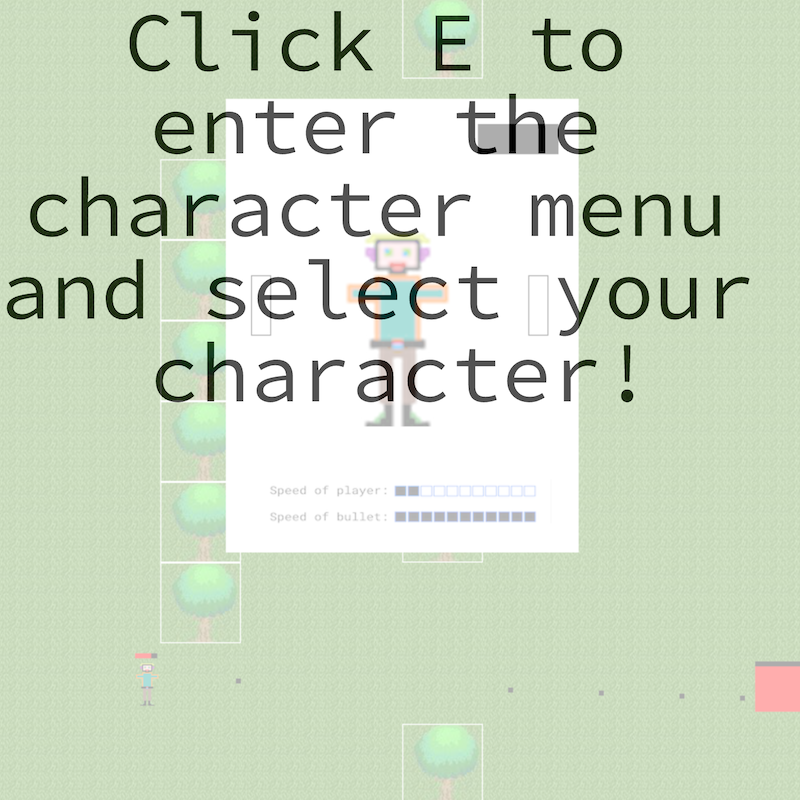 Click E to
enter the
character menu
and select your
character!
Speed of player:
Speed of bullet: